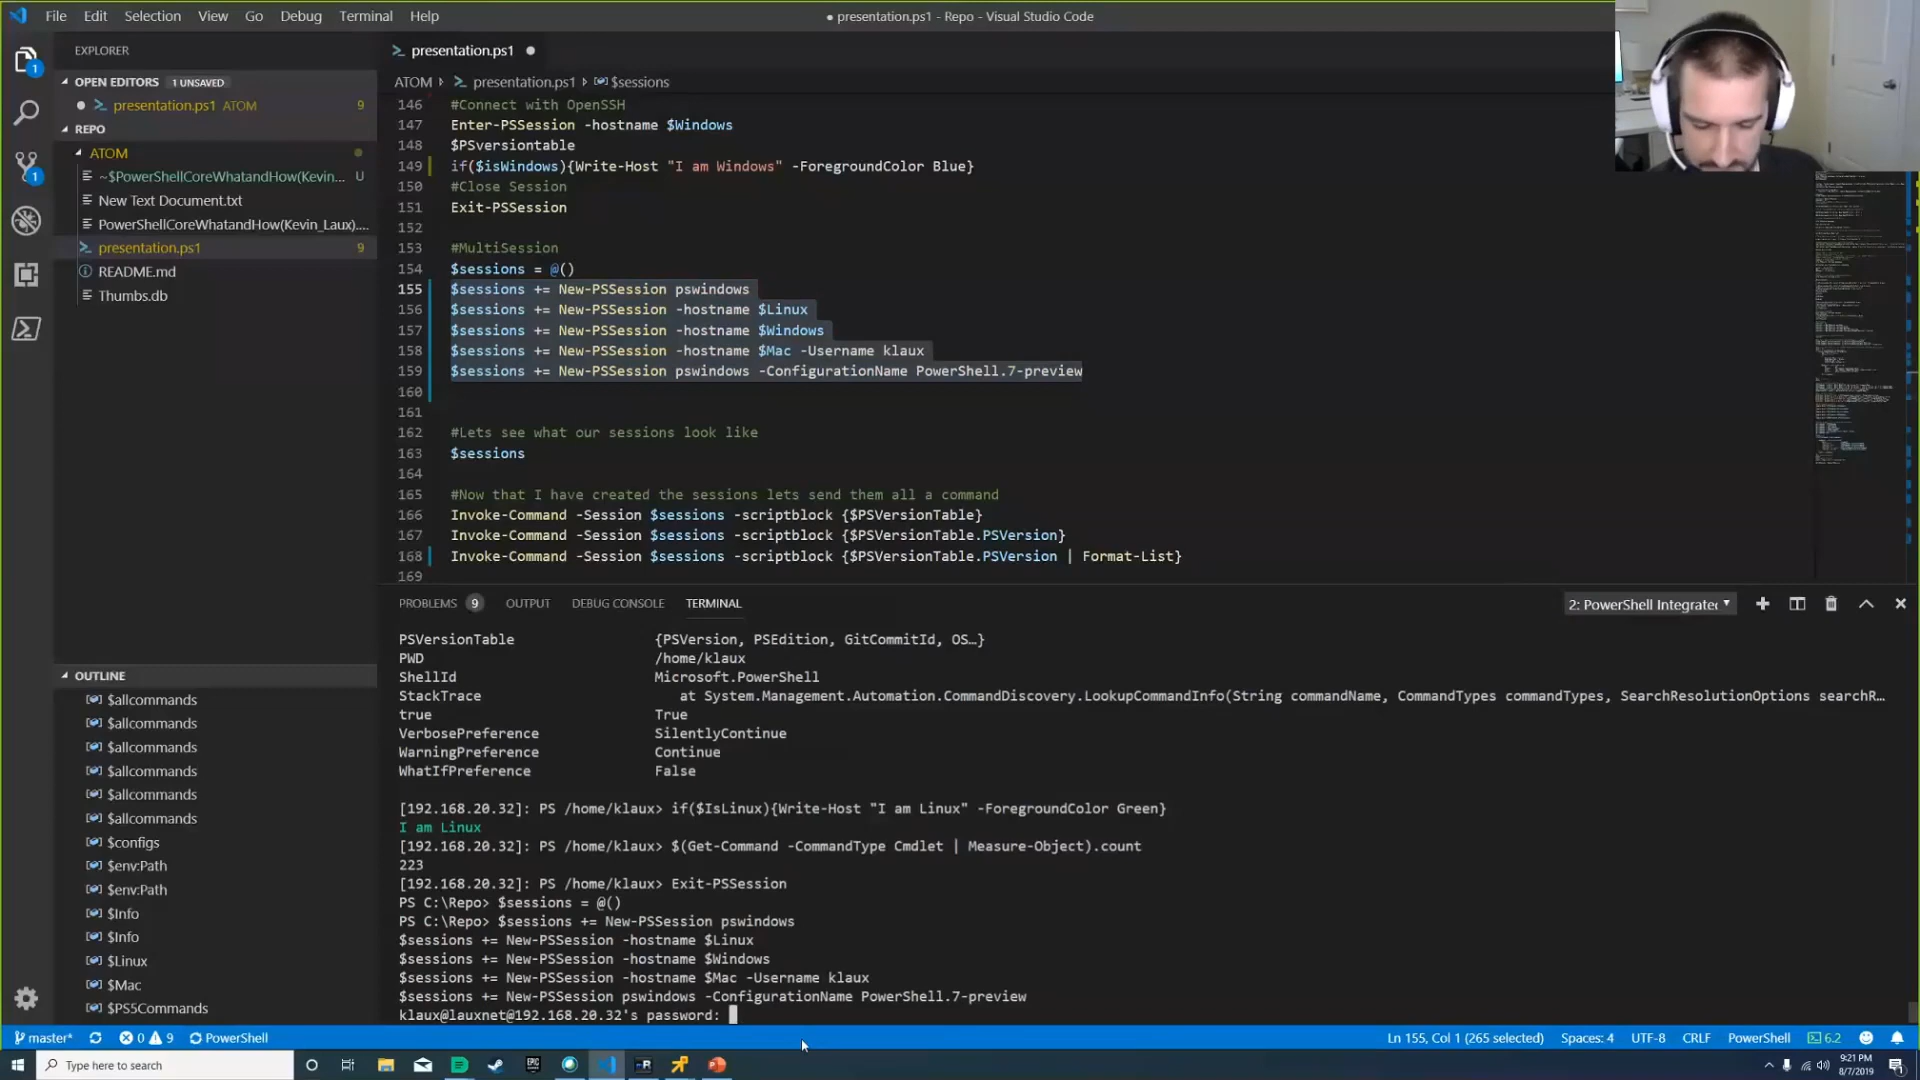 File Edit Selection View Go Debug Terminal Help
● presentation.ps1 - Repo - Visual Studio Code
EXPLORER
OPEN EDITORS 1 UNSAVED
presentation.ps1 ATOM 9
REPO
ATOM
~$PowerShellCoreWhatandHow(Kevin... U
New Text Document.txt
PowerShellCoreWhatandHow(Kevin_Laux)....
presentation.ps1 9
README.md
Thumbs.db
1
1
OUTLINE
$allcommands
$allcommands
$allcommands
$allcommands
$allcommands
$allcommands
$configs
$env:Path
$env:Path
$Info
$Info
$Linux
$Mac
$PS5Commands
presentation.ps1
ATOM presentation.ps1 $sessions
146 #Connect with OpenSSH
147 Enter-PSSession -hostname $Windows
148 $PSversiontable
149 if($isWindows){Write-Host "I am Windows" -ForegroundColor Blue}
150 #Close Session
151 Exit-PSSession
152
153 #MultiSession
154 $sessions = @()
155 $sessions += New-PSSession pswindows
156 $sessions += New-PSSession -hostname $Linux
157 $sessions += New-PSSession -hostname $Windows
158 $sessions += New-PSSession -hostname $Mac -Username klaux
159 $sessions += New-PSSession pswindows -ConfigurationName PowerShell.7-preview
160
161
162 #Lets see what our sessions look like
163 $sessions
164
165 #Now that I have created the sessions lets send them all a command
166 Invoke-Command -Session $sessions -scriptblock {$PSVersionTable}
167 Invoke-Command -Session $sessions -scriptblock {$PSVersionTable.PSVersion}
168 Invoke-Command -Session $sessions -scriptblock {$PSVersionTable.PSVersion | Format-List}
169
PROBLEMS 9 OUTPUT DEBUG CONSOLE TERMINAL
2: PowerShell Integrate
PSVersionTable {PSVersion, PSEdition, GitCommitId, OS…}
PWD /home/klaux
ShellId Microsoft.PowerShell
StackTrace at System.Management.Automation.CommandDiscovery.LookupCommandInfo(String commandName, CommandTypes commandTypes, SearchResolutionOptions searchR…
true True
VerbosePreference SilentlyContinue
WarningPreference Continue
WhatIfPreference False
[192.168.20.32]: PS /home/klaux> if($IsLinux){Write-Host "I am Linux" -ForegroundColor Green}
I am Linux
[192.168.20.32]: PS /home/klaux> $(Get-Command -CommandType Cmdlet | Measure-Object).count
223
[192.168.20.32]: PS /home/klaux> Exit-PSSession
PS C:\Repo> $sessions = @()
PS C:\Repo> $sessions += New-PSSession pswindows
$sessions += New-PSSession -hostname $Linux
$sessions += New-PSSession -hostname $Windows
$sessions += New-PSSession -hostname $Mac -Username klaux
$sessions += New-PSSession pswindows -ConfigurationName PowerShell.7-preview
klaux@lauxnet@192.168.20.32's password:
master* 0 9 PowerShell
Ln 155, Col 1 (265 selected) Spaces: 4 UTF-8 CRLF PowerShell 6.2
Type here to search
9:21 PM
8/7/2019